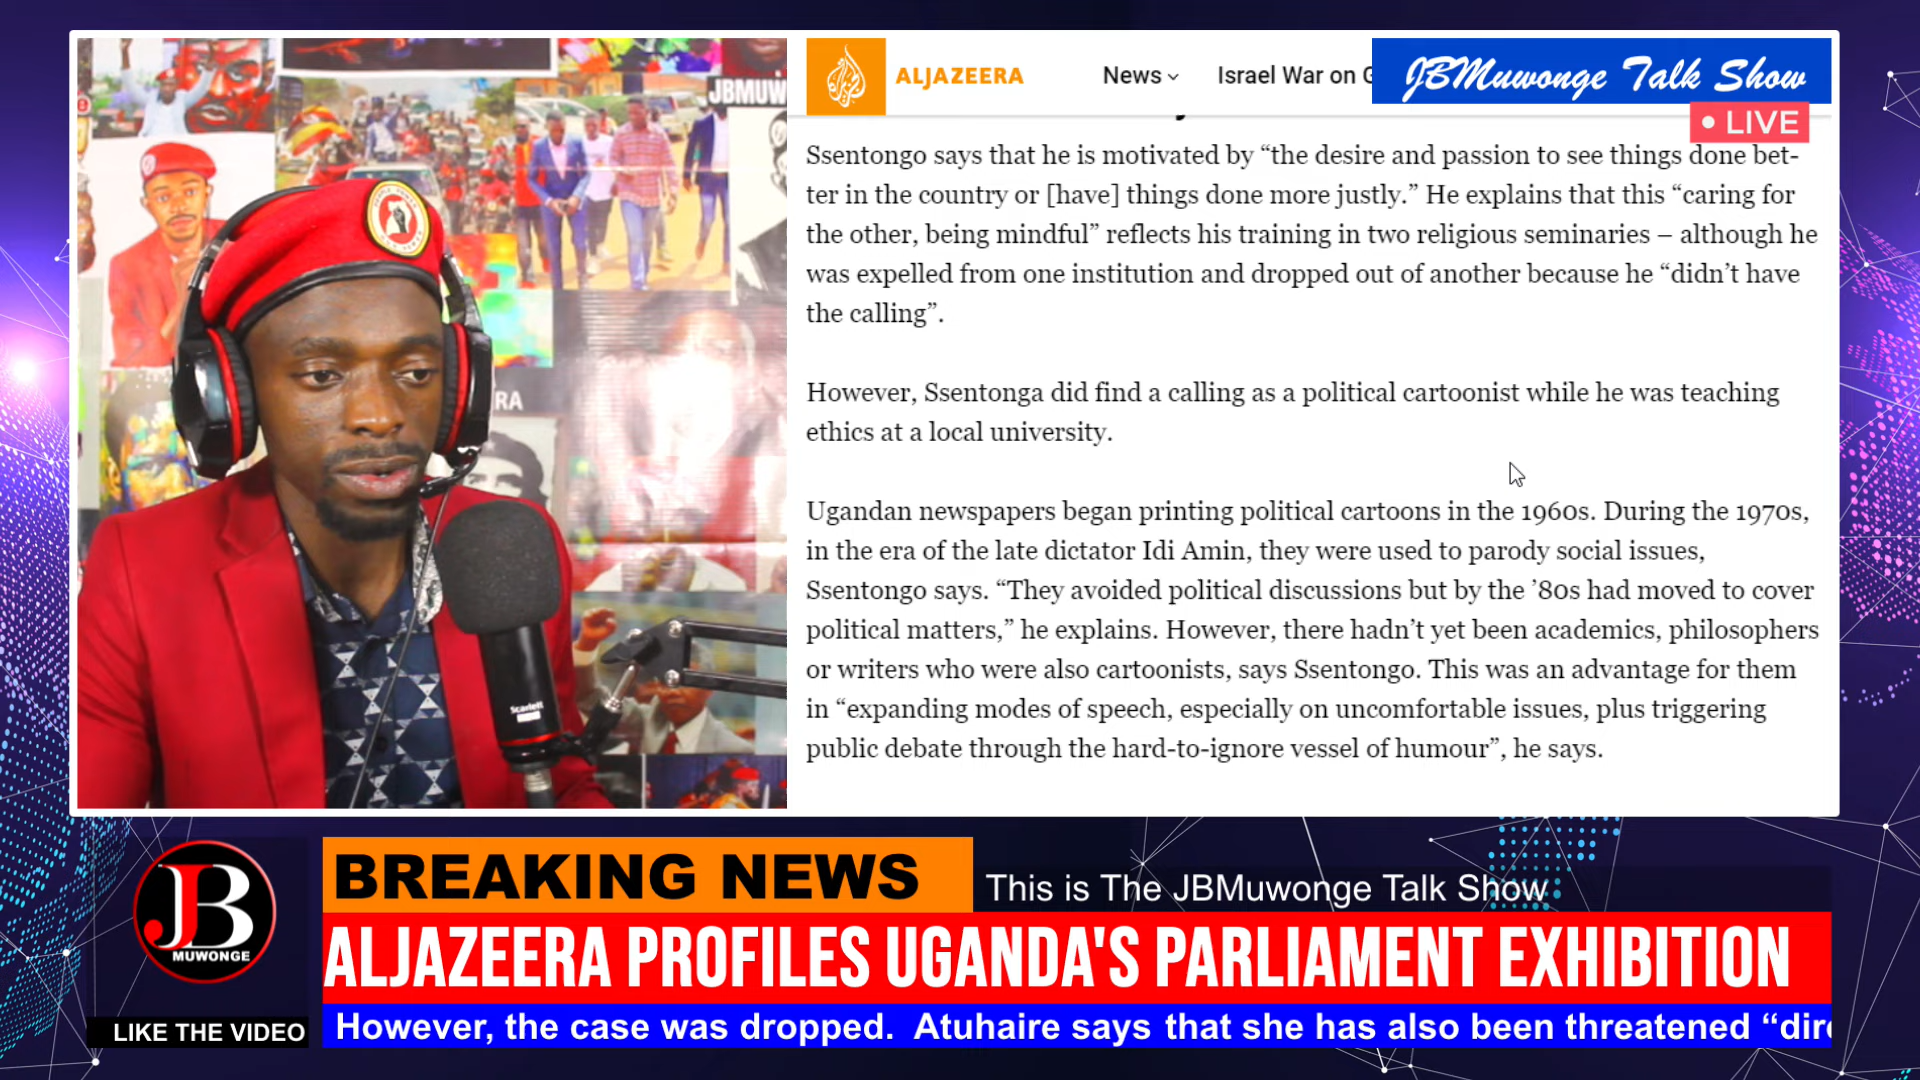 JBMUW
RA
Scarlett
ALJAZEERA
News
Israel War on G
JBMuwonge Talk Show
LIVE
Ssentongo says that he is motivated by “the desire and passion to see things done bet-
ter in the country or [have] things done more justly.” He explains that this “caring for
the other, being mindful” reflects his training in two religious seminaries – although he
was expelled from one institution and dropped out of another because he “didn’t have
the calling”.
However, Ssentonga did find a calling as a political cartoonist while he was teaching
ethics at a local university.
Ugandan newspapers began printing political cartoons in the 1960s. During the 1970s,
in the era of the late dictator Idi Amin, they were used to parody social issues,
Ssentongo says. “They avoided political discussions but by the ’80s had moved to cover
political matters,” he explains. However, there hadn’t yet been academics, philosophers
or writers who were also cartoonists, says Ssentongo. This was an advantage for them
in “expanding modes of speech, especially on uncomfortable issues, plus triggering
public debate through the hard-to-ignore vessel of humour”, he says.
JB
MUWONGE
LIKE THE VIDEO
BREAKING NEWS
This is The JBMuwonge Talk Show
ALJAZEERA PROFILES UGANDA'S PARLIAMENT EXHIBITION
However, the case was dropped. Atuhaire says that she has also been threatened “dire